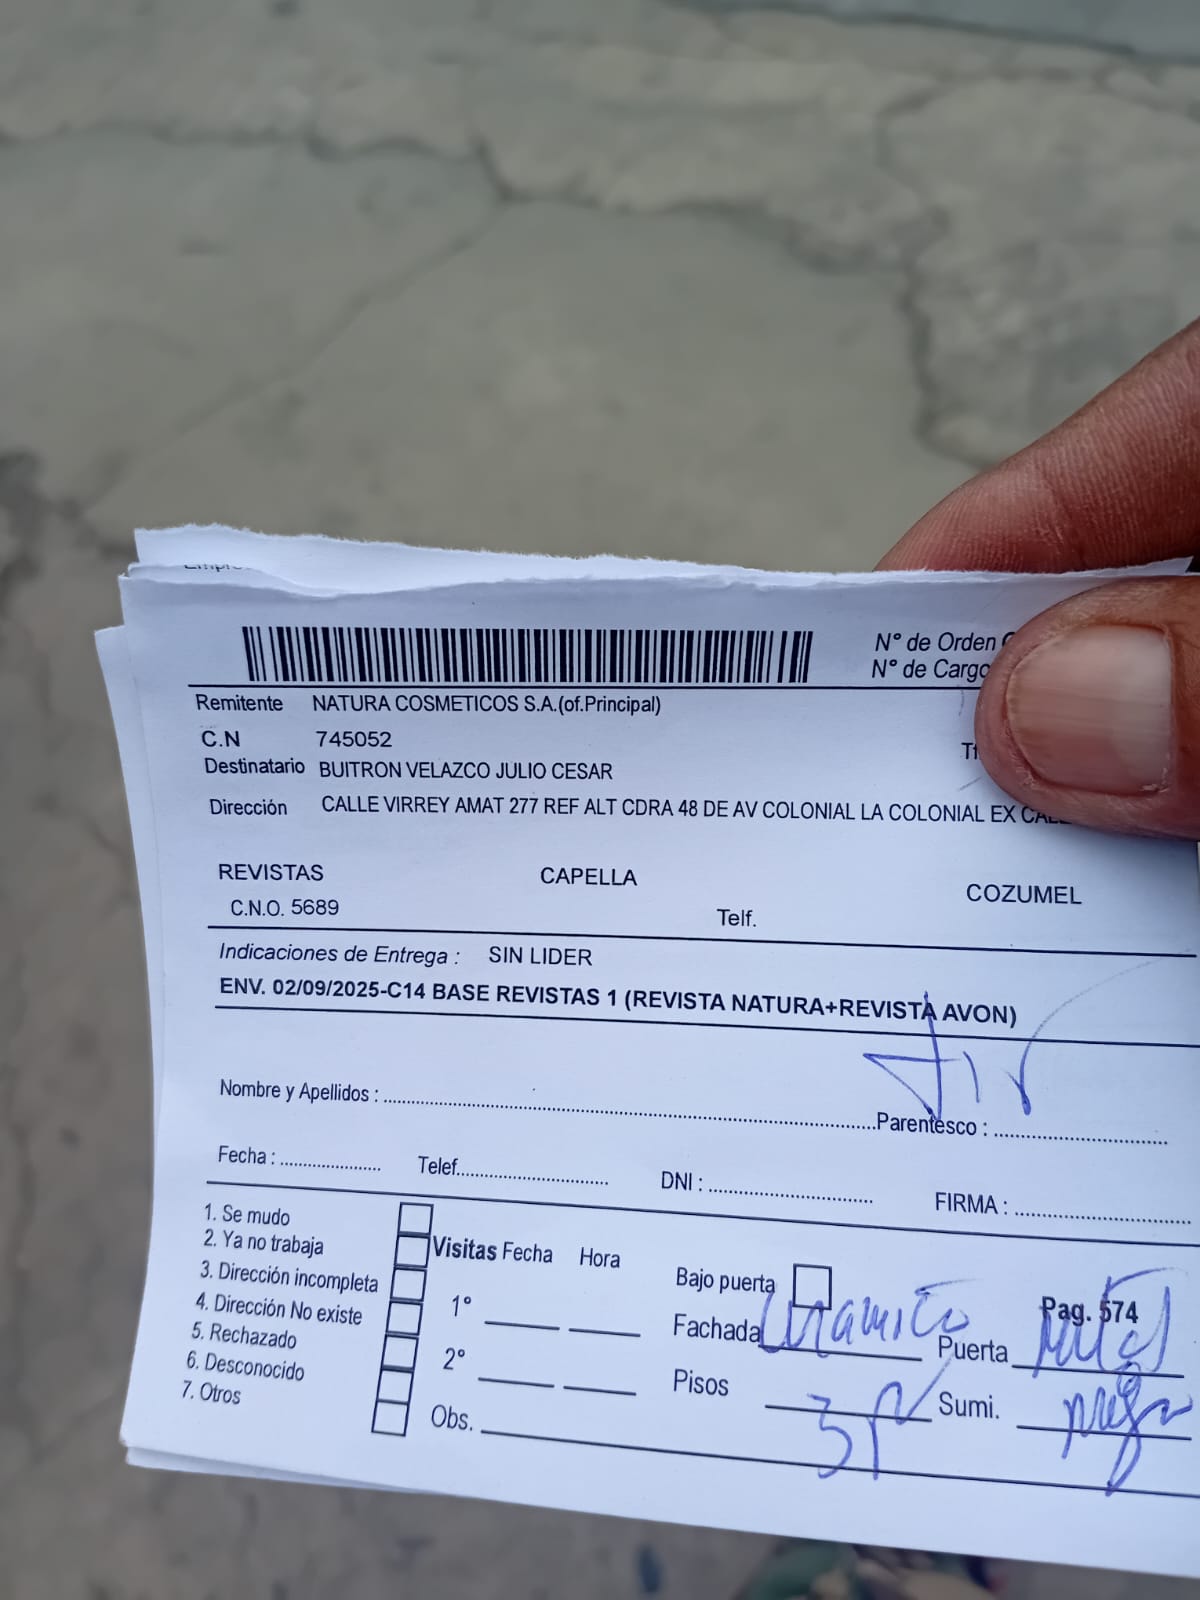 N° de Orden
N° de Cargo
Remitente NATURA COSMETICOS S.A.(of.Principal)
C.N 745052
Destinatario BUITRON VELAZCO JULIO CESAR
Dirección CALLE VIRREY AMAT 277 REF ALT CDRA 48 DE AV COLONIAL LA COLONIAL EX
REVISTAS CAPELLA COZUMEL
C.N.O. 5689 Telf.
Indicaciones de Entrega : SIN LIDER
ENV. 02/09/2025-C14 BASE REVISTAS 1 (REVISTA NATURA+REVISTA AVON)
Nombre y Apellidos : Parentesco :
Fecha : Telef. DNI : FIRMA :
1. Se mudo
2. Ya no trabaja
3. Dirección incompleta
4. Dirección No existe
5. Rechazado
6. Desconocido
7. Otros
Visitas Fecha Hora
1°
2°
Obs.
Bajo puerta Pag. 574
Fachada Puerta
Pisos 3 Sumi.